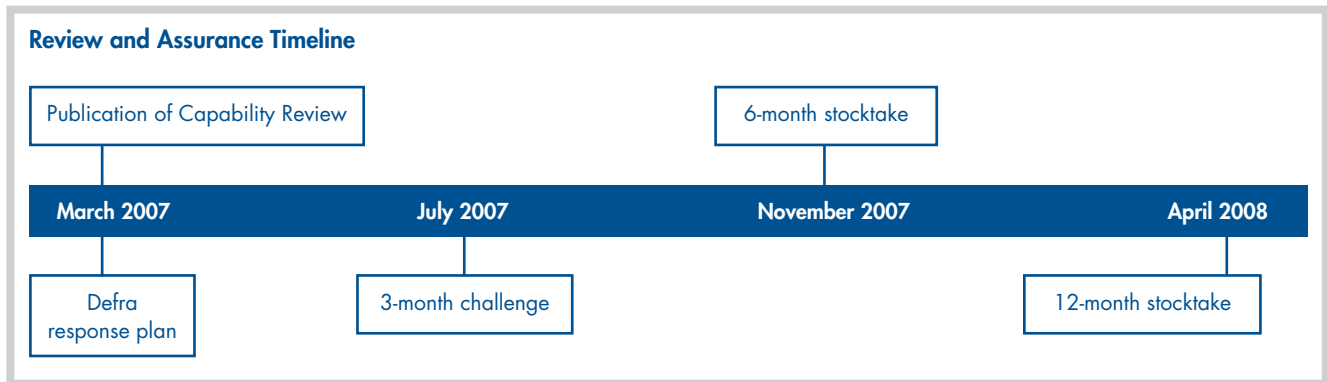 Review and Assurance Timeline
Publication of Capability Review
6-month stocktake
March 2007
July 2007
November 2007
April 2008
Defra
response plan
3-month challenge
12-month stocktake